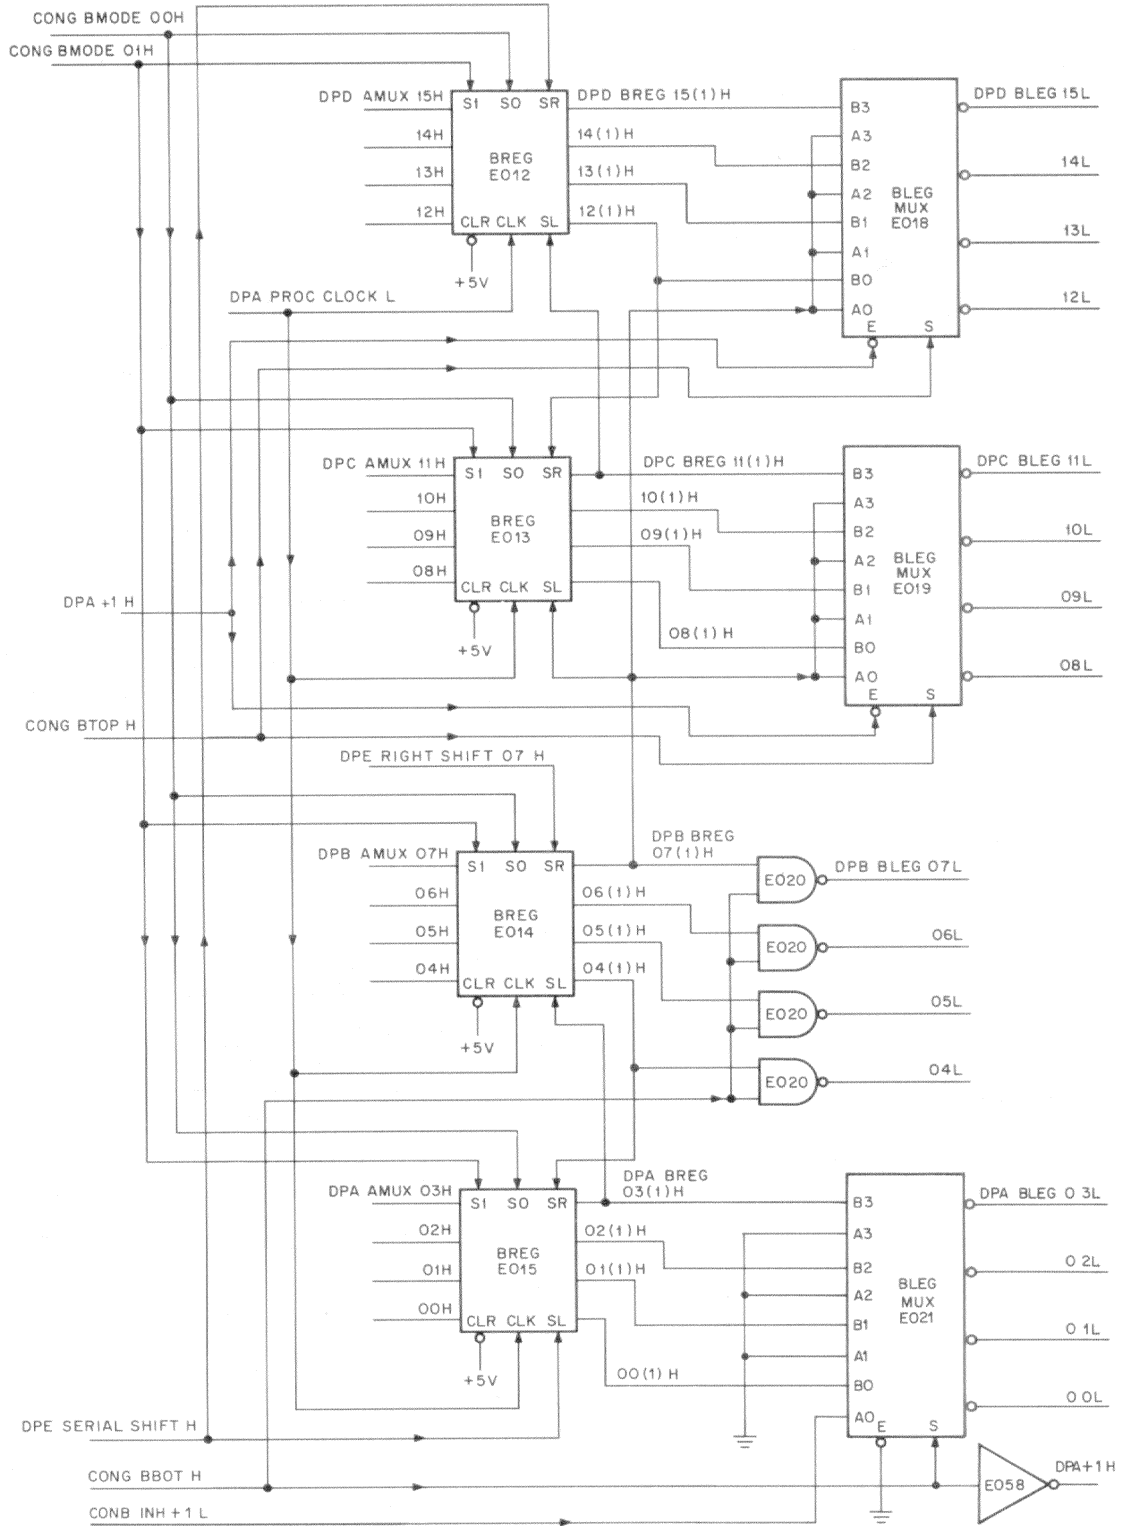 CONG BMODE 00H
CONG BMODE 01H
DPD AMUX 15H
14H
13H
12H
S1 S0 SR
BREG
E012
CLR CLK SL
+5V
DPD BREG 15(1) H
14(1) H
13(1) H
12(1) H
B3
A3
B2
A2
B1
A1
B0
A0
BLEG
MUX
E018
E S
DPD BLEG 15L
14L
13L
12L
DPA PROC CLOCK L
DPC AMUX 11H
10H
09H
08H
S1 S0 SR
BREG
E013
CLR CLK SL
+5V
DPC BREG 11(1) H
10(1) H
09(1) H
08(1) H
B3
A3
B2
A2
B1
A1
B0
A0
BLEG
MUX
E019
E S
DPC BLEG 11L
10L
09L
08L
DPA +1 H
CONG BTOP H
DPE RIGHT SHIFT 07 H
DPB AMUX 07H
06H
05H
04H
S1 S0 SR
BREG
E014
CLR CLK SL
+5V
DPB BREG
07(1) H
06(1) H
05(1) H
04(1) H
E020
E020
E020
E020
DPB BLEG 07L
06L
05L
04L
DPA AMUX 03H
02H
01H
00H
S1 S0 SR
BREG
E015
CLR CLK SL
+5V
DPA BREG
03(1) H
02(1) H
01(1) H
00(1) H
B3
A3
B2
A2
B1
A1
B0
A0
BLEG
MUX
E021
E S
DPA BLEG 0 3L
0 2L
0 1L
0 0L
DPE SERIAL SHIFT H
CONG BBOT H
CONB INH +1 L
E058
DPA+1 H